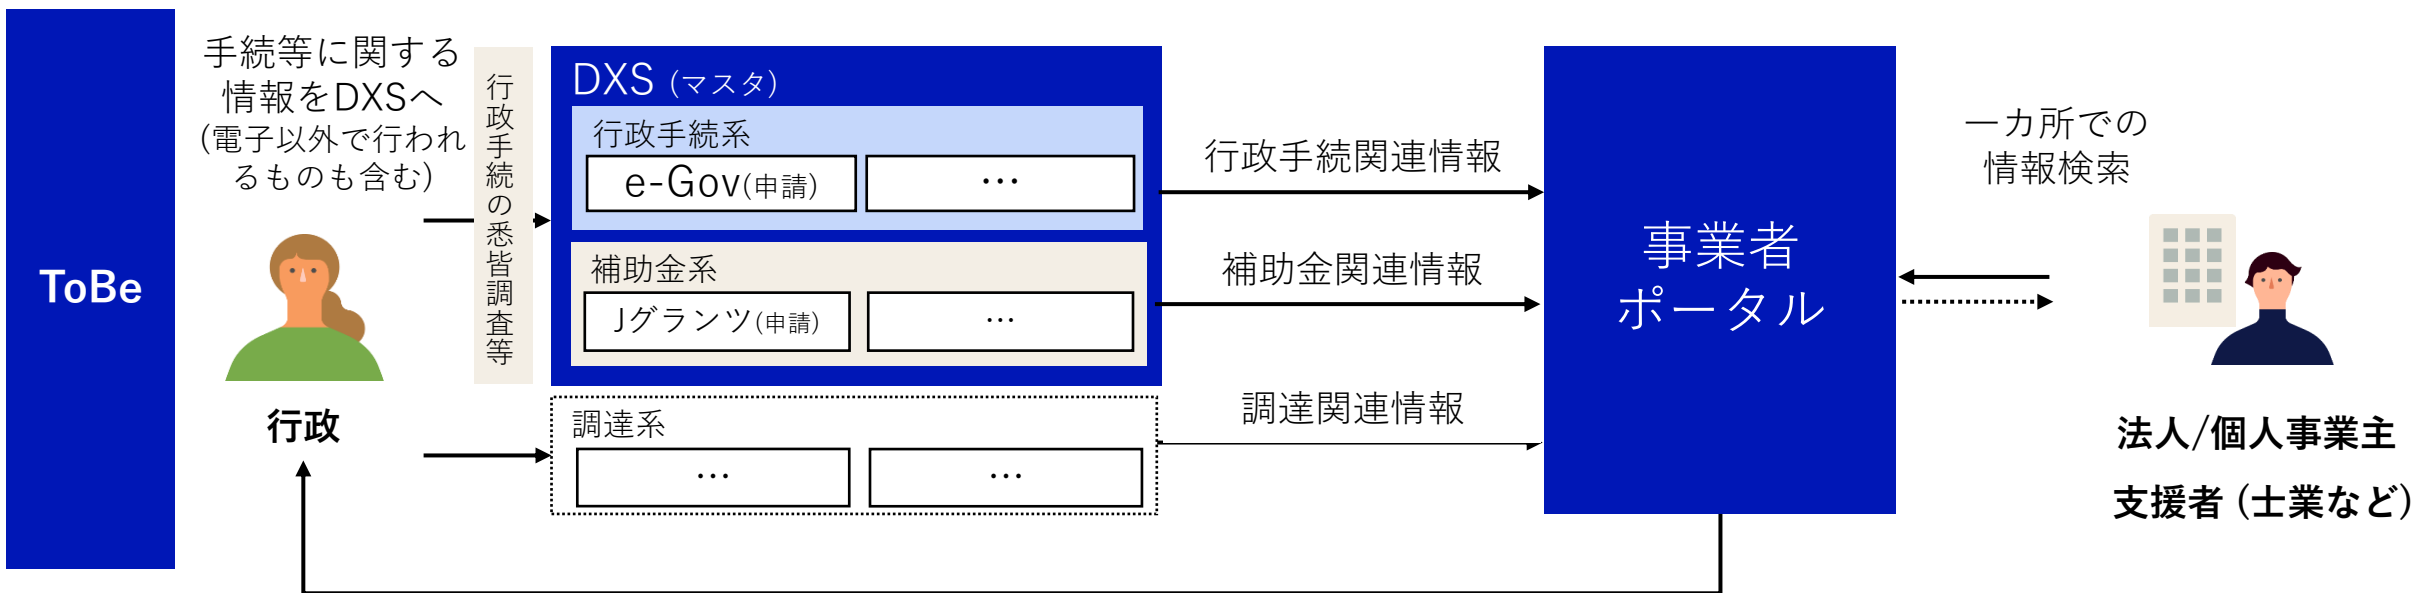 ToBe
手続等に関する
情報をDXSへ
(電子以外で行われ
るものも含む)
行政
行政手続の悉皆調査等
DXS (マスタ)
行政手続系
e-Gov(申請)
…
補助金系
Jグランツ(申請)
…
調達系
…
…
行政手続関連情報
補助金関連情報
調達関連情報
事業者
ポータル
一カ所での
情報検索
法人/個人事業主
支援者 (士業など)